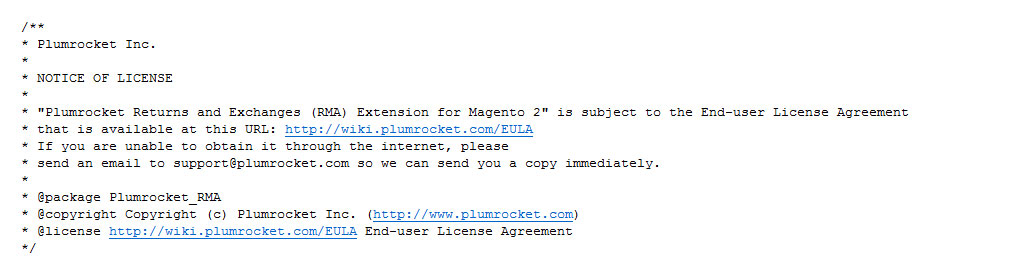 /**
* Plumrocket Inc.
*
* NOTICE OF LICENSE
*
* "Plumrocket Returns and Exchanges (RMA) Extension for Magento 2" is subject to the End-user License Agreement
* that is available at this URL: http://wiki.plumrocket.com/EULA
* If you are unable to obtain it through the internet, please
* send an email to support@plumrocket.com so we can send you a copy immediately.
*
* @package Plumrocket_RMA
* @copyright Copyright (c) Plumrocket Inc. (http://www.plumrocket.com)
* @license http://wiki.plumrocket.com/EULA End-user License Agreement
*/